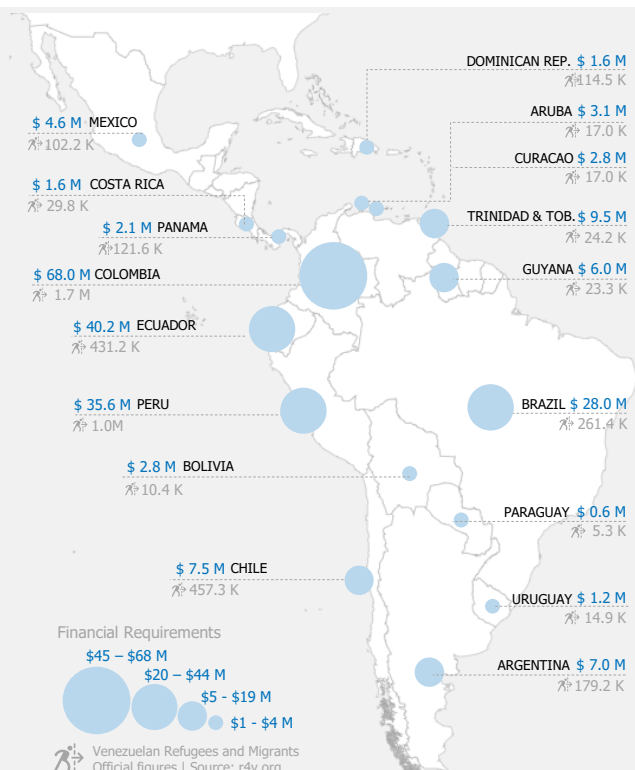 DOMINICAN REP. $ 1.6 M
114.5 K
ARUBA $ 3.1 M
17.0 K
$ 4.6 M MEXICO
102.2 K
CURACAO $ 2.8 M
17.0 K
$ 1.6 M COSTA RICA
29.8 K
TRINIDAD & TOB. $ 9.5 M
24.2 K
$ 2.1 M PANAMA
121.6 K
$ 68.0 M COLOMBIA
1.7 M
GUYANA $ 6.0 M
23.3 K
$ 40.2 M ECUADOR
431.2 K
$ 35.6 M PERU
1.0M
BRAZIL $ 28.0 M
261.4 K
$ 2.8 M BOLIVIA
10.4 K
PARAGUAY $ 0.6 M
5.3 K
$ 7.5 M CHILE
457.3 K
URUGUAY $ 1.2 M
14.9 K
ARGENTINA $ 7.0 M
179.2 K
Financial Requirements
$45 – $68 M
$20 – $44 M
$5 - $19 M
$1 - $4 M
Venezuelan Refugees and Migrants
Official figures | Source: r4v.org